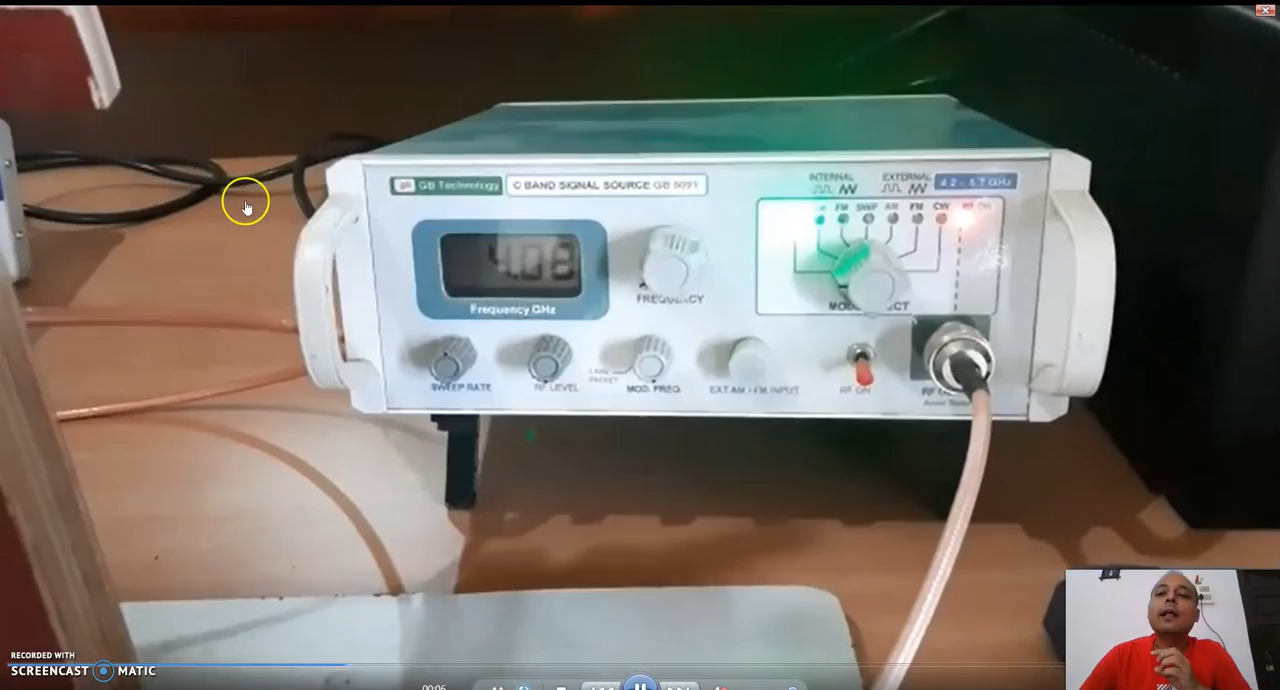 GB Technology
C BAND SIGNAL SOURCE GB 5091
INTERNAL
EXTERNAL
4.2 - 5.7 GHz
FM
SWP
AM
FM
CW
RF ON
4.08
Frequency GHz
FREQUENCY
SWEEP RATE
RF LEVEL
PRESET
MOD. FREQ
EXT AM / FM INPUT
RF ON
RECORDED WITH
SCREENCAST MATIC
00:06